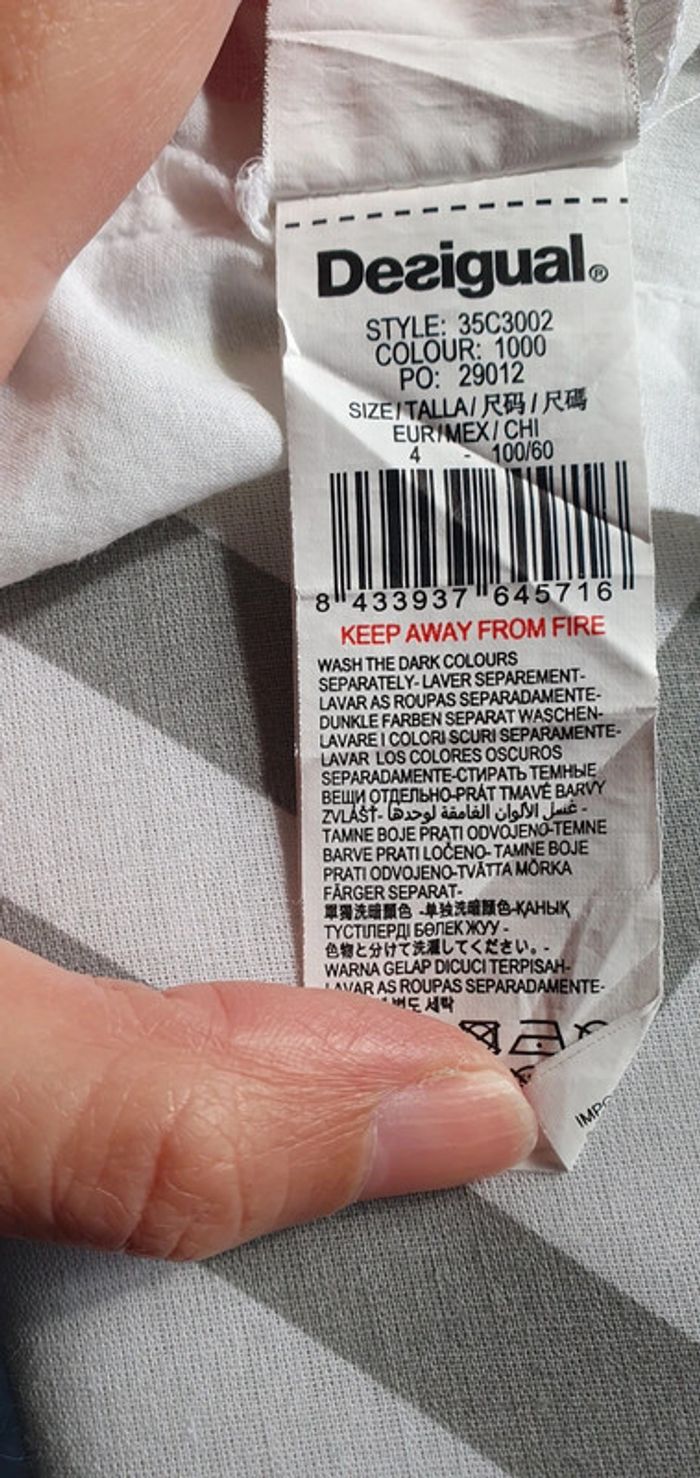 Desigual®
STYLE: 35C3002
COLOUR: 1000
PO: 29012
SIZE/TALLA/尺码/尺碼
EUR/MEX/CHI
4 - 100/60
8 433937 645716
KEEP AWAY FROM FIRE
WASH THE DARK COLOURS
SEPARATELY-LAVER SEPAREMENT-
LAVAR AS ROUPAS SEPARADAMENTE-
DUNKLE FARBEN SEPARAT WASCHEN-
LAVARE I COLORI SCURI SEPARAMENTE-
LAVAR LOS COLORES OSCUROS
SEPARADAMENTE-СТИРАТЬ ТЕМНЫЕ
ВЕЩИ ОТДЕЛЬНО-PRÁT TMAVÉ BARVY
ZVLÁŠŤ- غسل الألوان الغامقة لوحدها-
TAMNE BOJE PRATI ODVOJENO-TEMNE
BARVE PRATI LOČENO-TAMNE BOJE
PRATI ODVOJENO-TVÄTTA MÖRKA
FÄRGER SEPARAT-
單獨洗暗顏色 -单独洗暗颜色-ҚАНЫҚ
ТҮСТІЛЕРДІ БӨЛЕК ЖУУ -
色物と分けて洗濯してください。-
WARNA GELAP DICUCI TERPISAH-
LAVAR AS ROUPAS SEPARADAMENTE-
별도 세탁